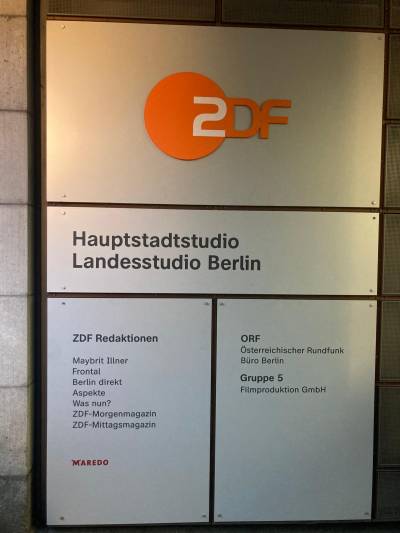 ZDF
Hauptstadtstudio
Landesstudio Berlin
ZDF Redaktionen
Maybrit Illner
Frontal
Berlin direkt
Aspekte
Was nun?
ZDF-Morgenmagazin
ZDF-Mittagsmagazin
MAREDO
ORF
Österreichischer Rundfunk
Büro Berlin
Gruppe 5
Filmproduktion GmbH